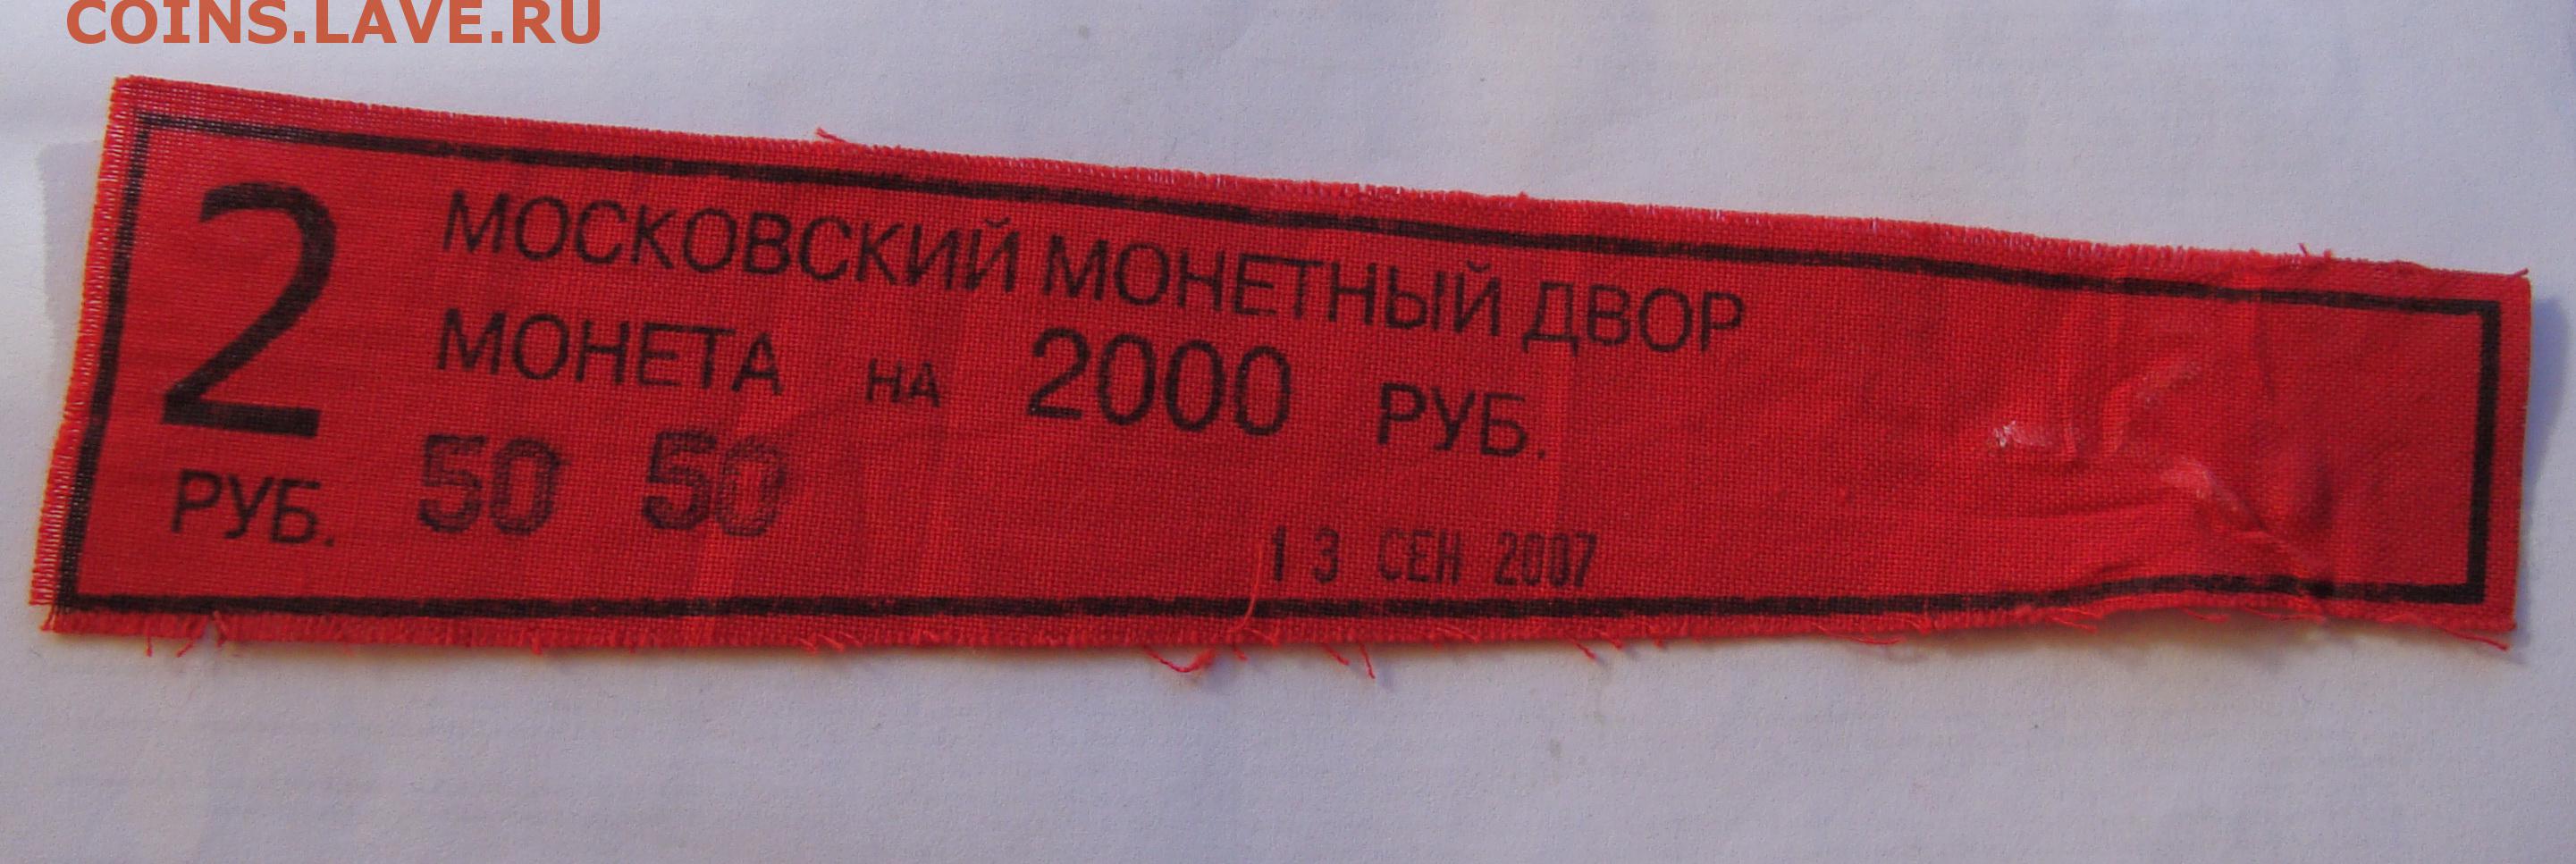 COINS.LAVE.RU
2 РУБ.
МОСКОВСКИЙ МОНЕТНЫЙ ДВОР
МОНЕТА НА 2000 РУБ.
50 50
13 СЕН 2007